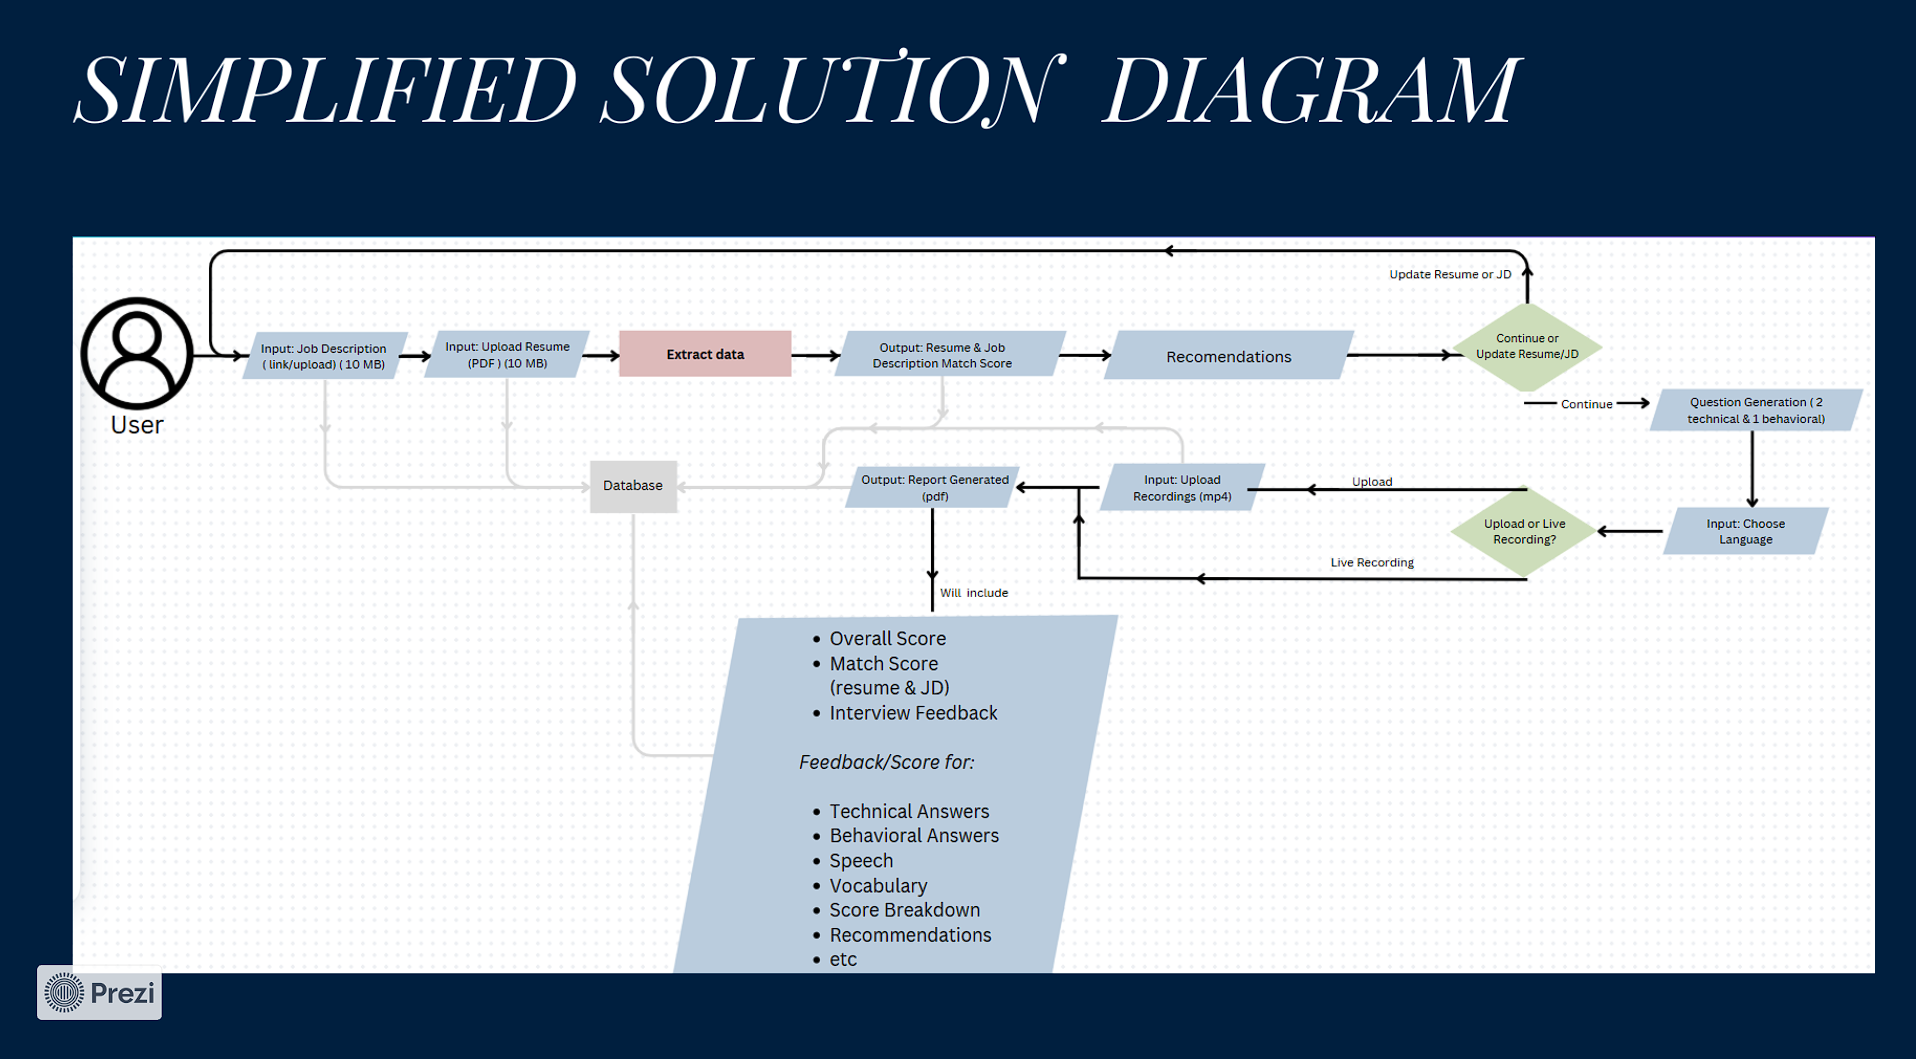 SIMPLIFIED SOLUTION DIAGRAM
Update Resume or JD
User
Input: Job Description
( link/upload) ( 10 MB)
Input: Upload Resume
(PDF ) (10 MB)
Extract data
Output: Resume & Job
Description Match Score
Recomendations
Continue or
Update Resume/JD
Continue
Question Generation ( 2
technical & 1 behavioral)
Database
Output: Report Generated
(pdf)
Input: Upload
Recordings (mp4)
Upload
Upload or Live
Recording?
Input: Choose
Language
Live Recording
Will include
• Overall Score
• Match Score
(resume & JD)
• Interview Feedback
Feedback/Score for:
• Technical Answers
• Behavioral Answers
• Speech
• Vocabulary
• Score Breakdown
• Recommendations
• etc
Prezi